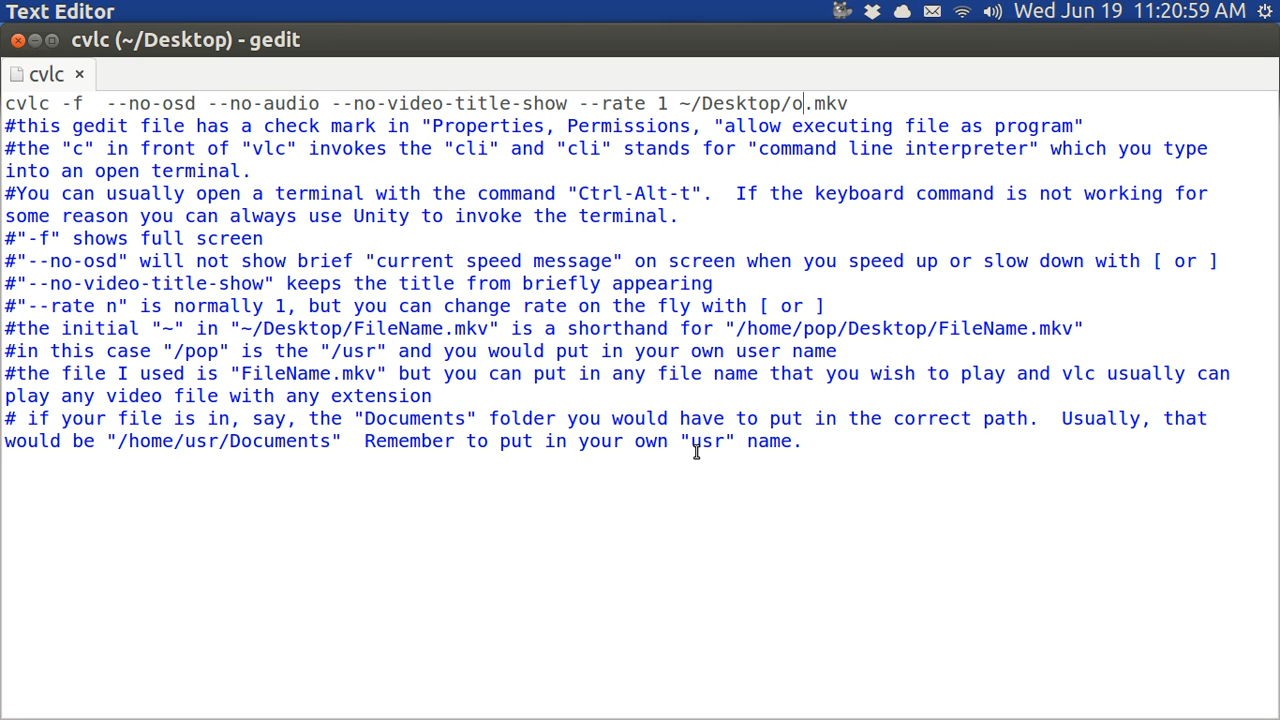 Text Editor
Wed Jun 19 11:20:59 AM
cvlc (~/Desktop) - gedit
cvlc ×
cvlc -f  --no-osd --no-audio --no-video-title-show --rate 1 ~/Desktop/o.mkv
#this gedit file has a check mark in "Properties, Permissions, "allow executing file as program"
#the "c" in front of "vlc" invokes the "cli" and "cli" stands for "command line interpreter" which you type
into an open terminal.
#You can usually open a terminal with the command "Ctrl-Alt-t".  If the keyboard command is not working for
some reason you can always use Unity to invoke the terminal.
#"-f" shows full screen
#"--no-osd" will not show brief "current speed message" on screen when you speed up or slow down with [ or ]
#"--no-video-title-show" keeps the title from briefly appearing
#"--rate n" is normally 1, but you can change rate on the fly with [ or ]
#the initial "~" in "~/Desktop/FileName.mkv" is a shorthand for "/home/pop/Desktop/FileName.mkv"
#in this case "/pop" is the "/usr" and you would put in your own user name
#the file I used is "FileName.mkv" but you can put in any file name that you wish to play and vlc usually can
play any video file with any extension
# if your file is in, say, the "Documents" folder you would have to put in the correct path.  Usually, that
would be "/home/usr/Documents"  Remember to put in your own "usr" name.